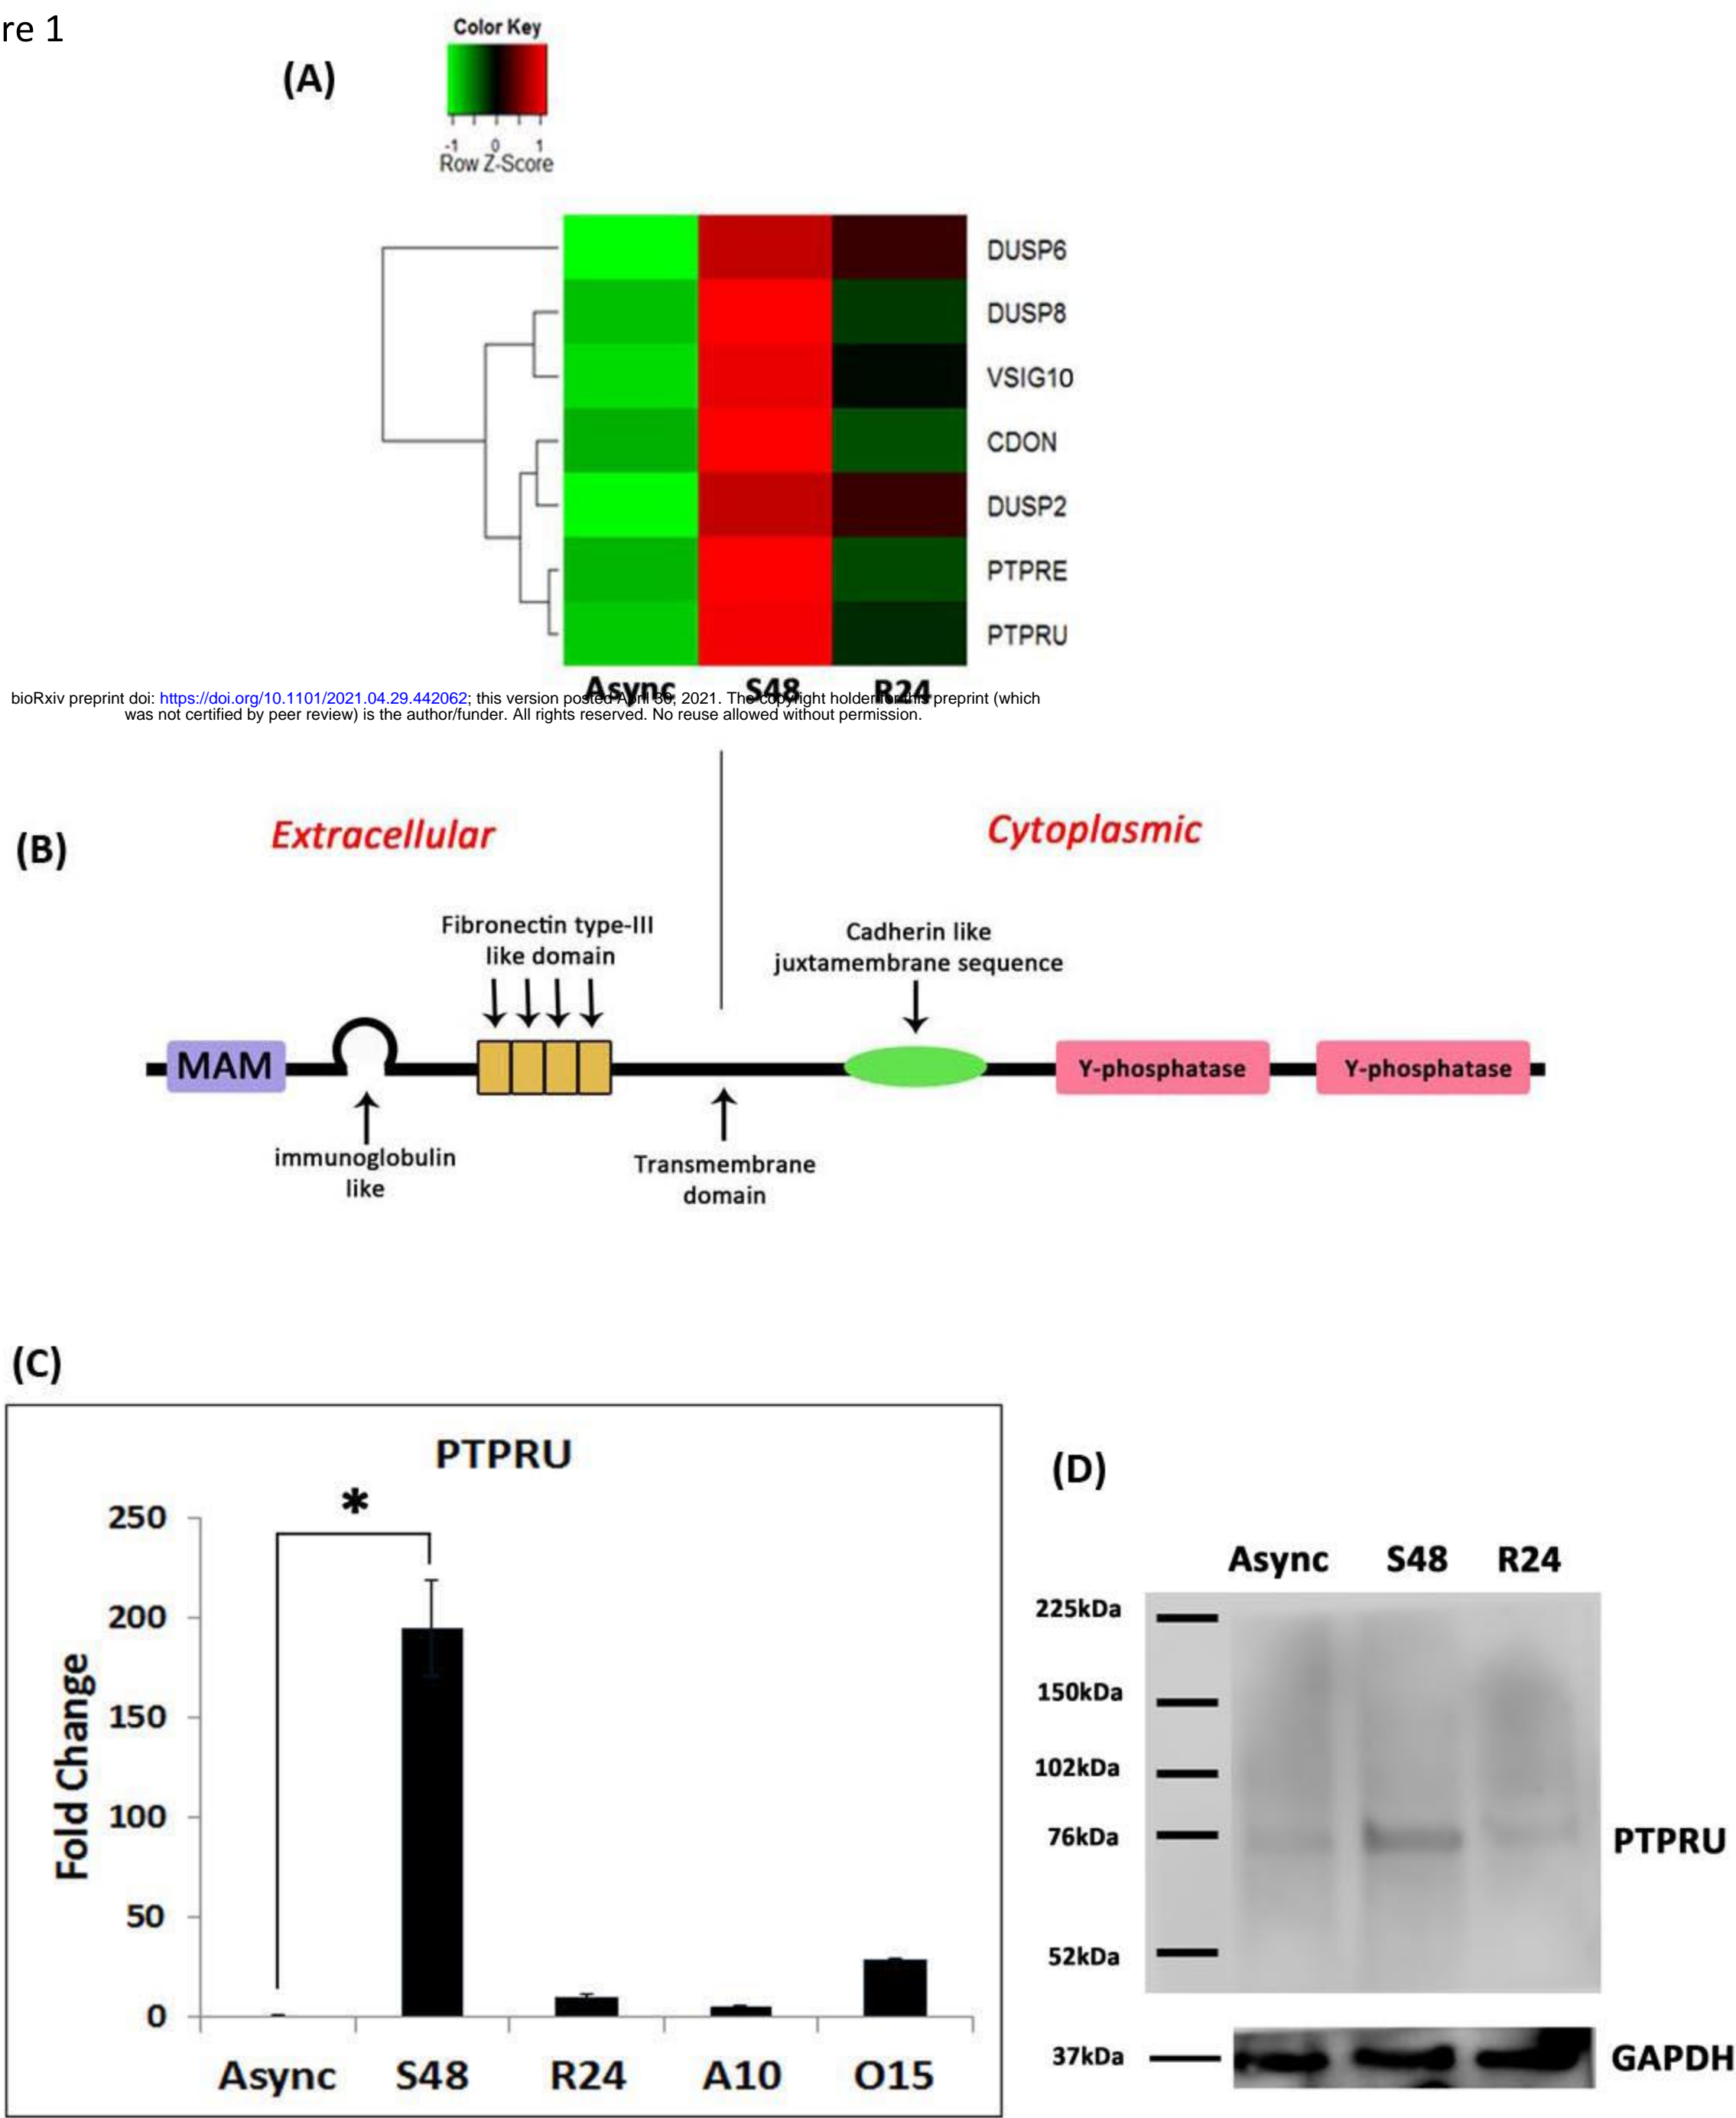 re 1
(A)
Color Key
-1 0 1
Row Z-Score
DUSP6
DUSP8
VSIG10
CDON
DUSP2
PTPRE
PTPRU
Async S48 R24
bioRxiv preprint doi: https://doi.org/10.1101/2021.04.29.442062; this version posted April 30, 2021. The copyright holder for this preprint (which
was not certified by peer review) is the author/funder. All rights reserved. No reuse allowed without permission.
(B)
Extracellular
Cytoplasmic
Fibronectin type-III
like domain
Cadherin like
juxtamembrane sequence
MAM
Y-phosphatase
Y-phosphatase
immunoglobulin
like
Transmembrane
domain
(C)
PTPRU
*
Fold Change
250
200
150
100
50
0
Async S48 R24 A10 O15
(D)
Async S48 R24
225kDa
150kDa
102kDa
76kDa
PTPRU
52kDa
37kDa
GAPDH